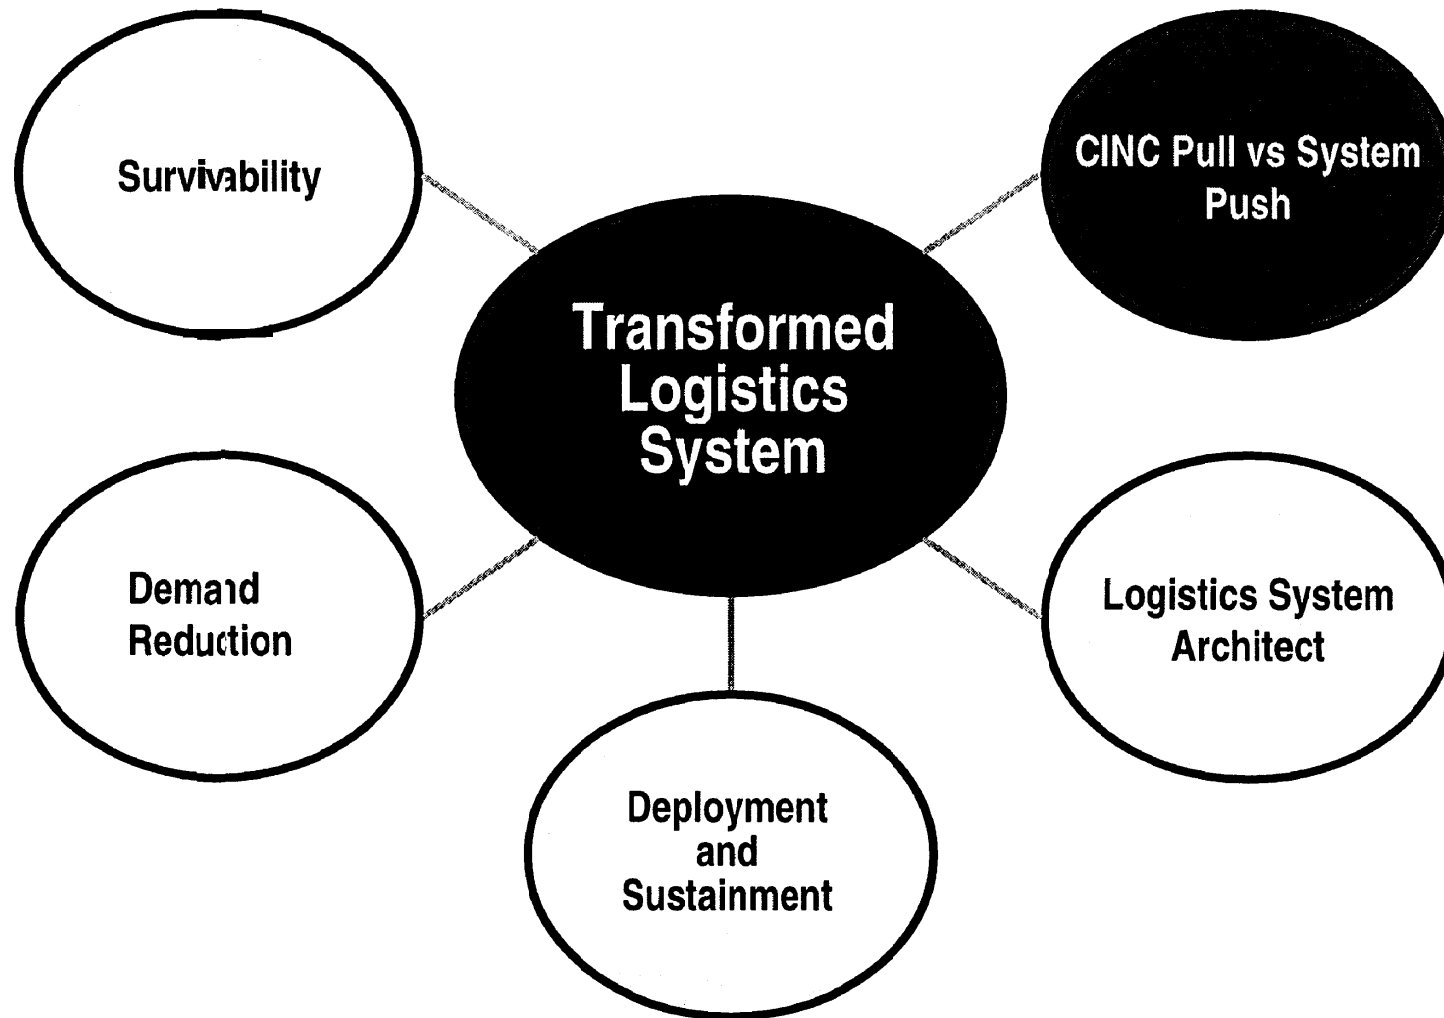 Survivability
CINC Pull vs System
Push
Transformed
Logistics
System
Demand
Reduction
Logistics System
Architect
Deployment
and
Sustainment